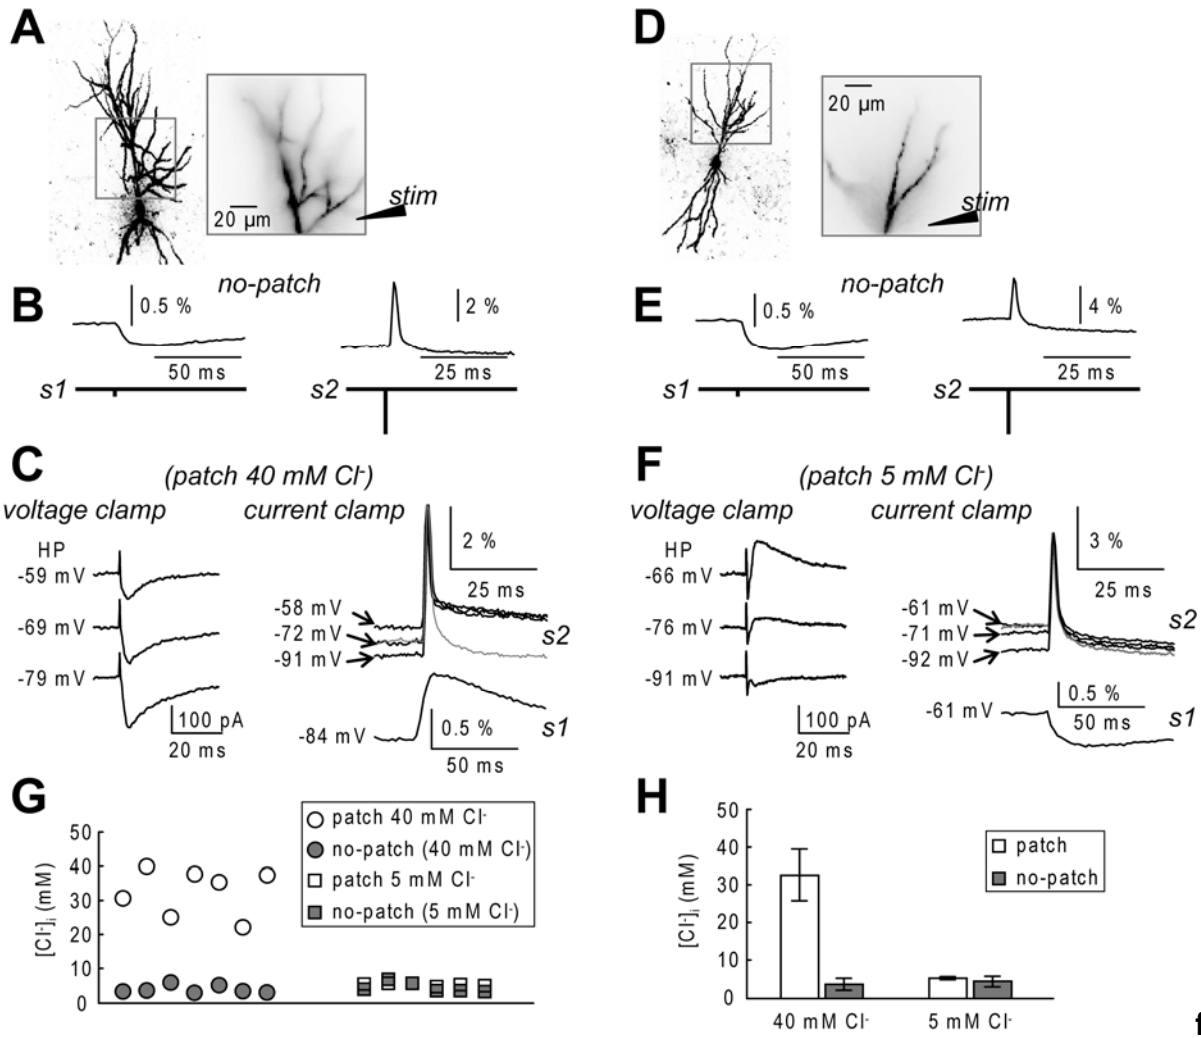 A
20 µm
stim
D
20 µm
stim
B
no-patch
0.5 %
2 %
50 ms
25 ms
s1
s2
E
no-patch
0.5 %
4 %
50 ms
25 ms
s1
s2
C
(patch 40 mM Cl⁻)
voltage clamp
current clamp
HP
-59 mV
-69 mV
-79 mV
100 pA
20 ms
2 %
25 ms
-58 mV
-72 mV
-91 mV
s2
-84 mV
0.5 %
50 ms
s1
F
(patch 5 mM Cl⁻)
voltage clamp
current clamp
HP
-66 mV
-76 mV
-91 mV
100 pA
20 ms
3 %
25 ms
-61 mV
-71 mV
-92 mV
s2
-61 mV
0.5 %
50 ms
s1
G
[Cl⁻]i (mM)
50
40
30
20
10
0
patch 40 mM Cl⁻
no-patch (40 mM Cl⁻)
patch 5 mM Cl⁻
no-patch (5 mM Cl⁻)
H
[Cl⁻]i (mM)
50
40
30
20
10
0
patch
no-patch
40 mM Cl⁻
5 mM Cl⁻